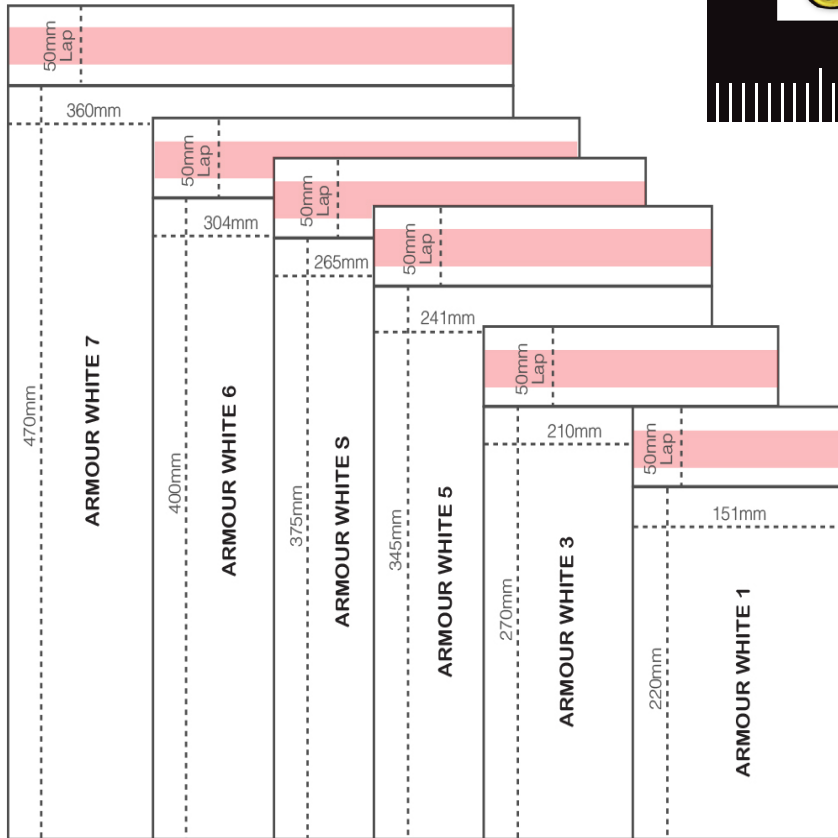 50mm
Lap
360mm
470mm
ARMOUR WHITE 7
50mm
Lap
304mm
400mm
ARMOUR WHITE 6
50mm
Lap
265mm
375mm
ARMOUR WHITE S
50mm
Lap
241mm
345mm
ARMOUR WHITE 5
50mm
Lap
210mm
270mm
ARMOUR WHITE 3
50mm
Lap
151mm
220mm
ARMOUR WHITE 1